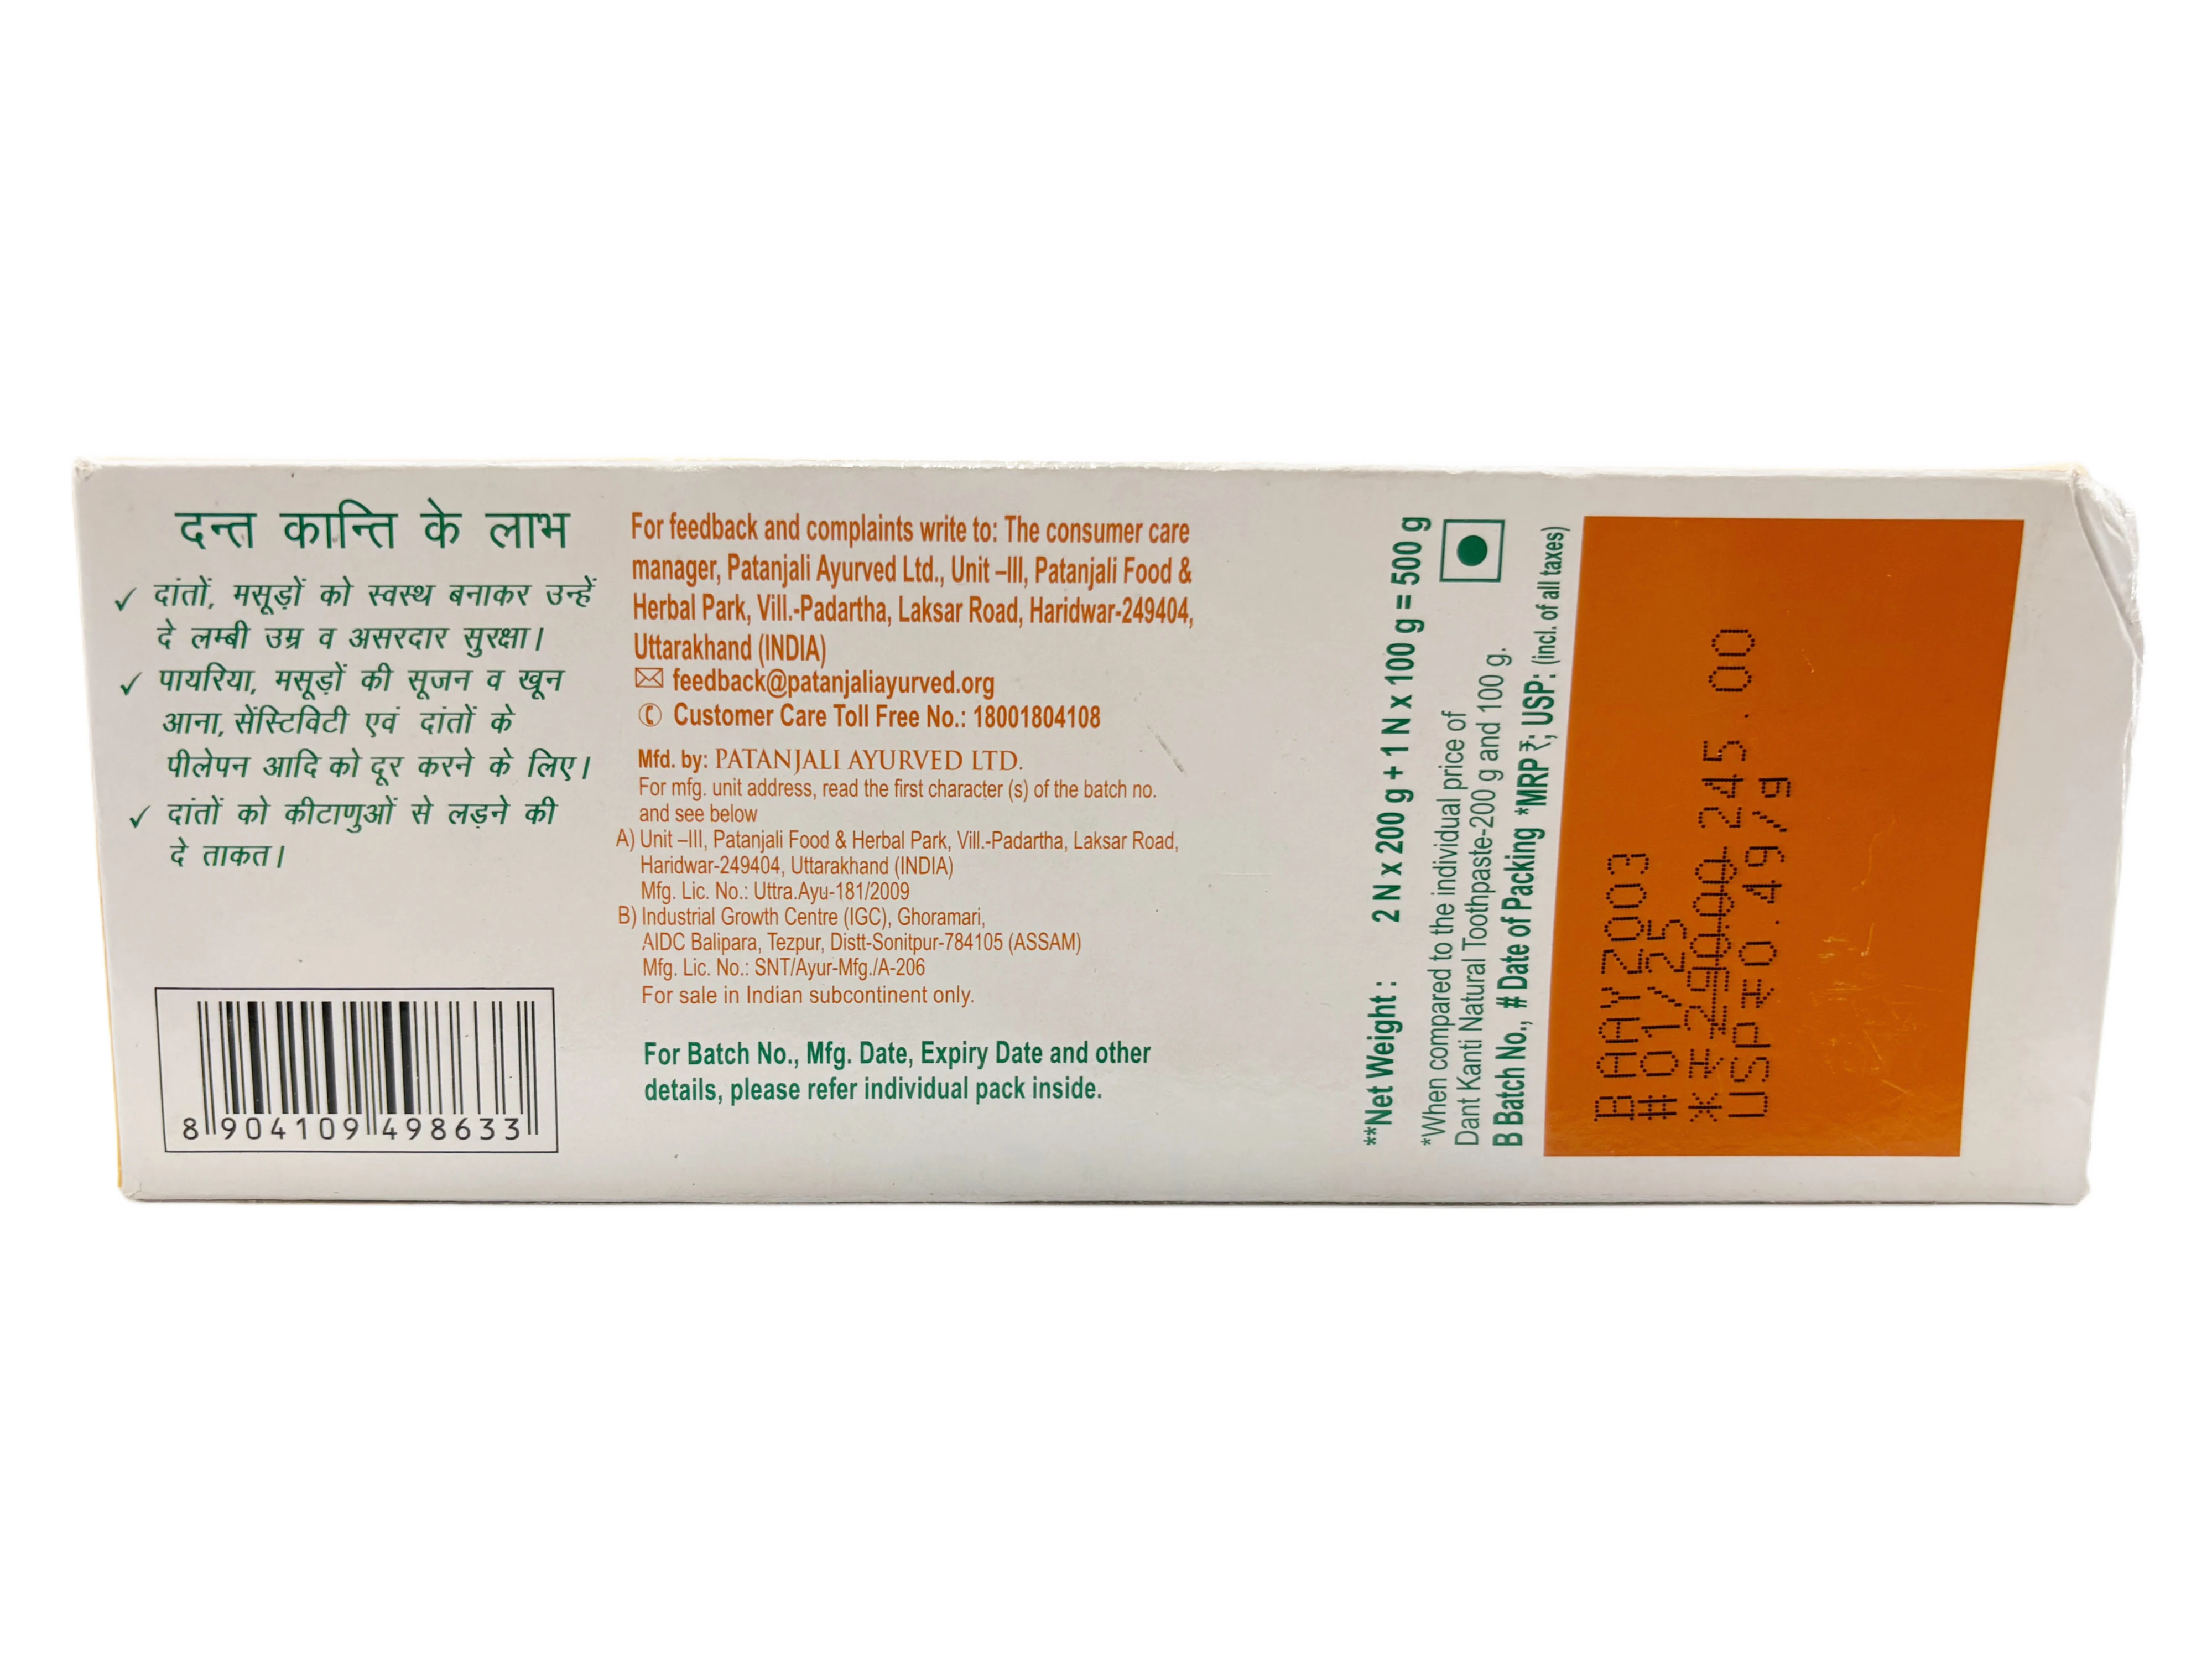 दन्त कान्ति के लाभ
✓ दांतों, मसूड़ों को स्वस्थ बनाकर उन्हें
दे लम्बी उम्र व असरदार सुरक्षा।
✓ पायरिया, मसूड़ों की सूजन व खून
आना, सेंस्टिविटी एवं दांतों के
पीलेपन आदि को दूर करने के लिए।
✓ दांतों को कीटाणुओं से लड़ने की
दे ताकत।
8 904109 498633
For feedback and complaints write to: The consumer care
manager, Patanjali Ayurved Ltd., Unit –III, Patanjali Food &
Herbal Park, Vill.-Padartha, Laksar Road, Haridwar-249404,
Uttarakhand (INDIA)
feedback@patanjaliayurved.org
Customer Care Toll Free No.: 18001804108
Mfd. by: PATANJALI AYURVED LTD.
For mfg. unit address, read the first character (s) of the batch no.
and see below
A) Unit –III, Patanjali Food & Herbal Park, Vill.-Padartha, Laksar Road,
Haridwar-249404, Uttarakhand (INDIA)
Mfg. Lic. No.: Uttra.Ayu-181/2009
B) Industrial Growth Centre (IGC), Ghoramari,
AIDC Balipara, Tezpur, Distt-Sonitpur-784105 (ASSAM)
Mfg. Lic. No.: SNT/Ayur-Mfg./A-206
For sale in Indian subcontinent only.
For Batch No., Mfg. Date, Expiry Date and other
details, please refer individual pack inside.
**Net Weight : 2 N x 200 g + 1 N x 100 g = 500 g
*When compared to the individual price of
Dant Kanti Natural Toothpaste-200 g and 100 g.
B Batch No., # Date of Packing *MRP ₹; USP: (incl. of all taxes)
B AAYZ003
# 01/25
*₹ 290.00 245.00
USP₹0.49/g